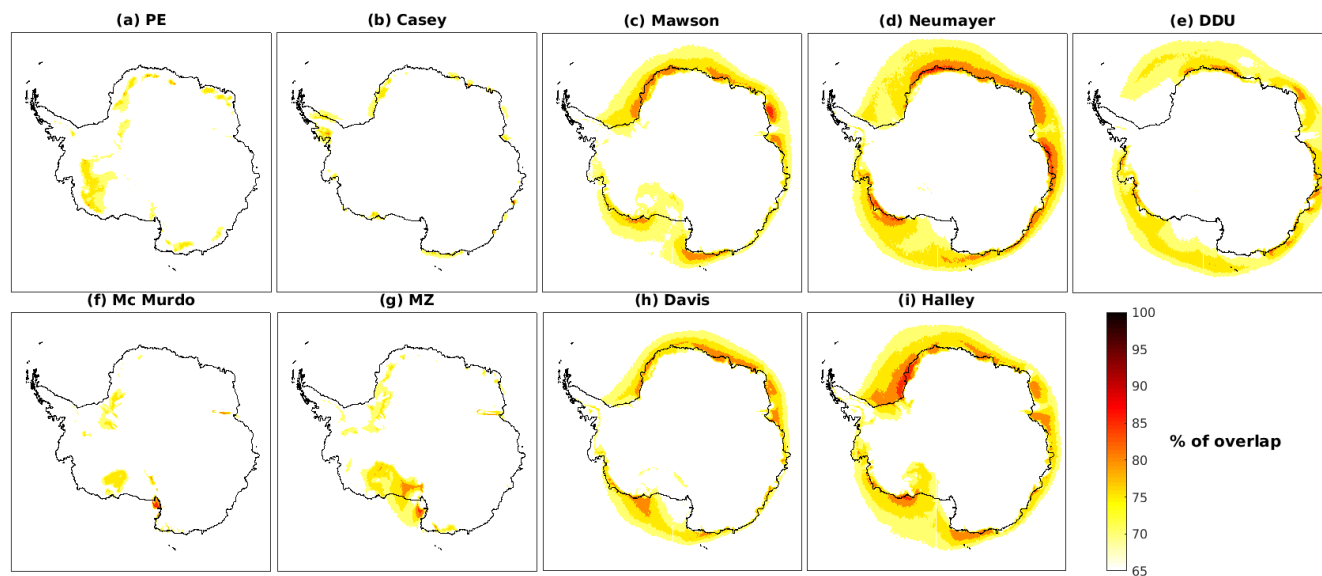 (a) PE
(b) Casey
(c) Mawson
(d) Neumayer
(e) DDU
(f) Mc Murdo
(g) MZ
(h) Davis
(i) Halley
100
95
90
85
80
75
70
65
% of overlap